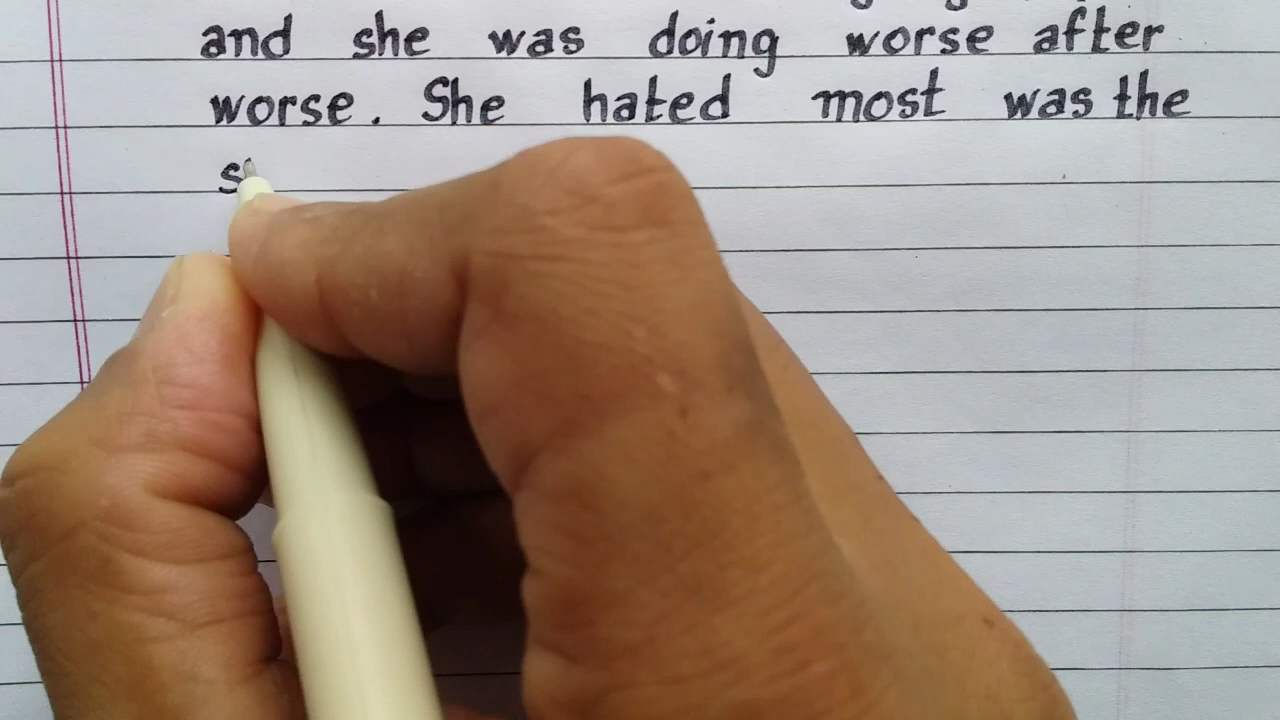 and she was doing worse after
worse. She hated most was the
s